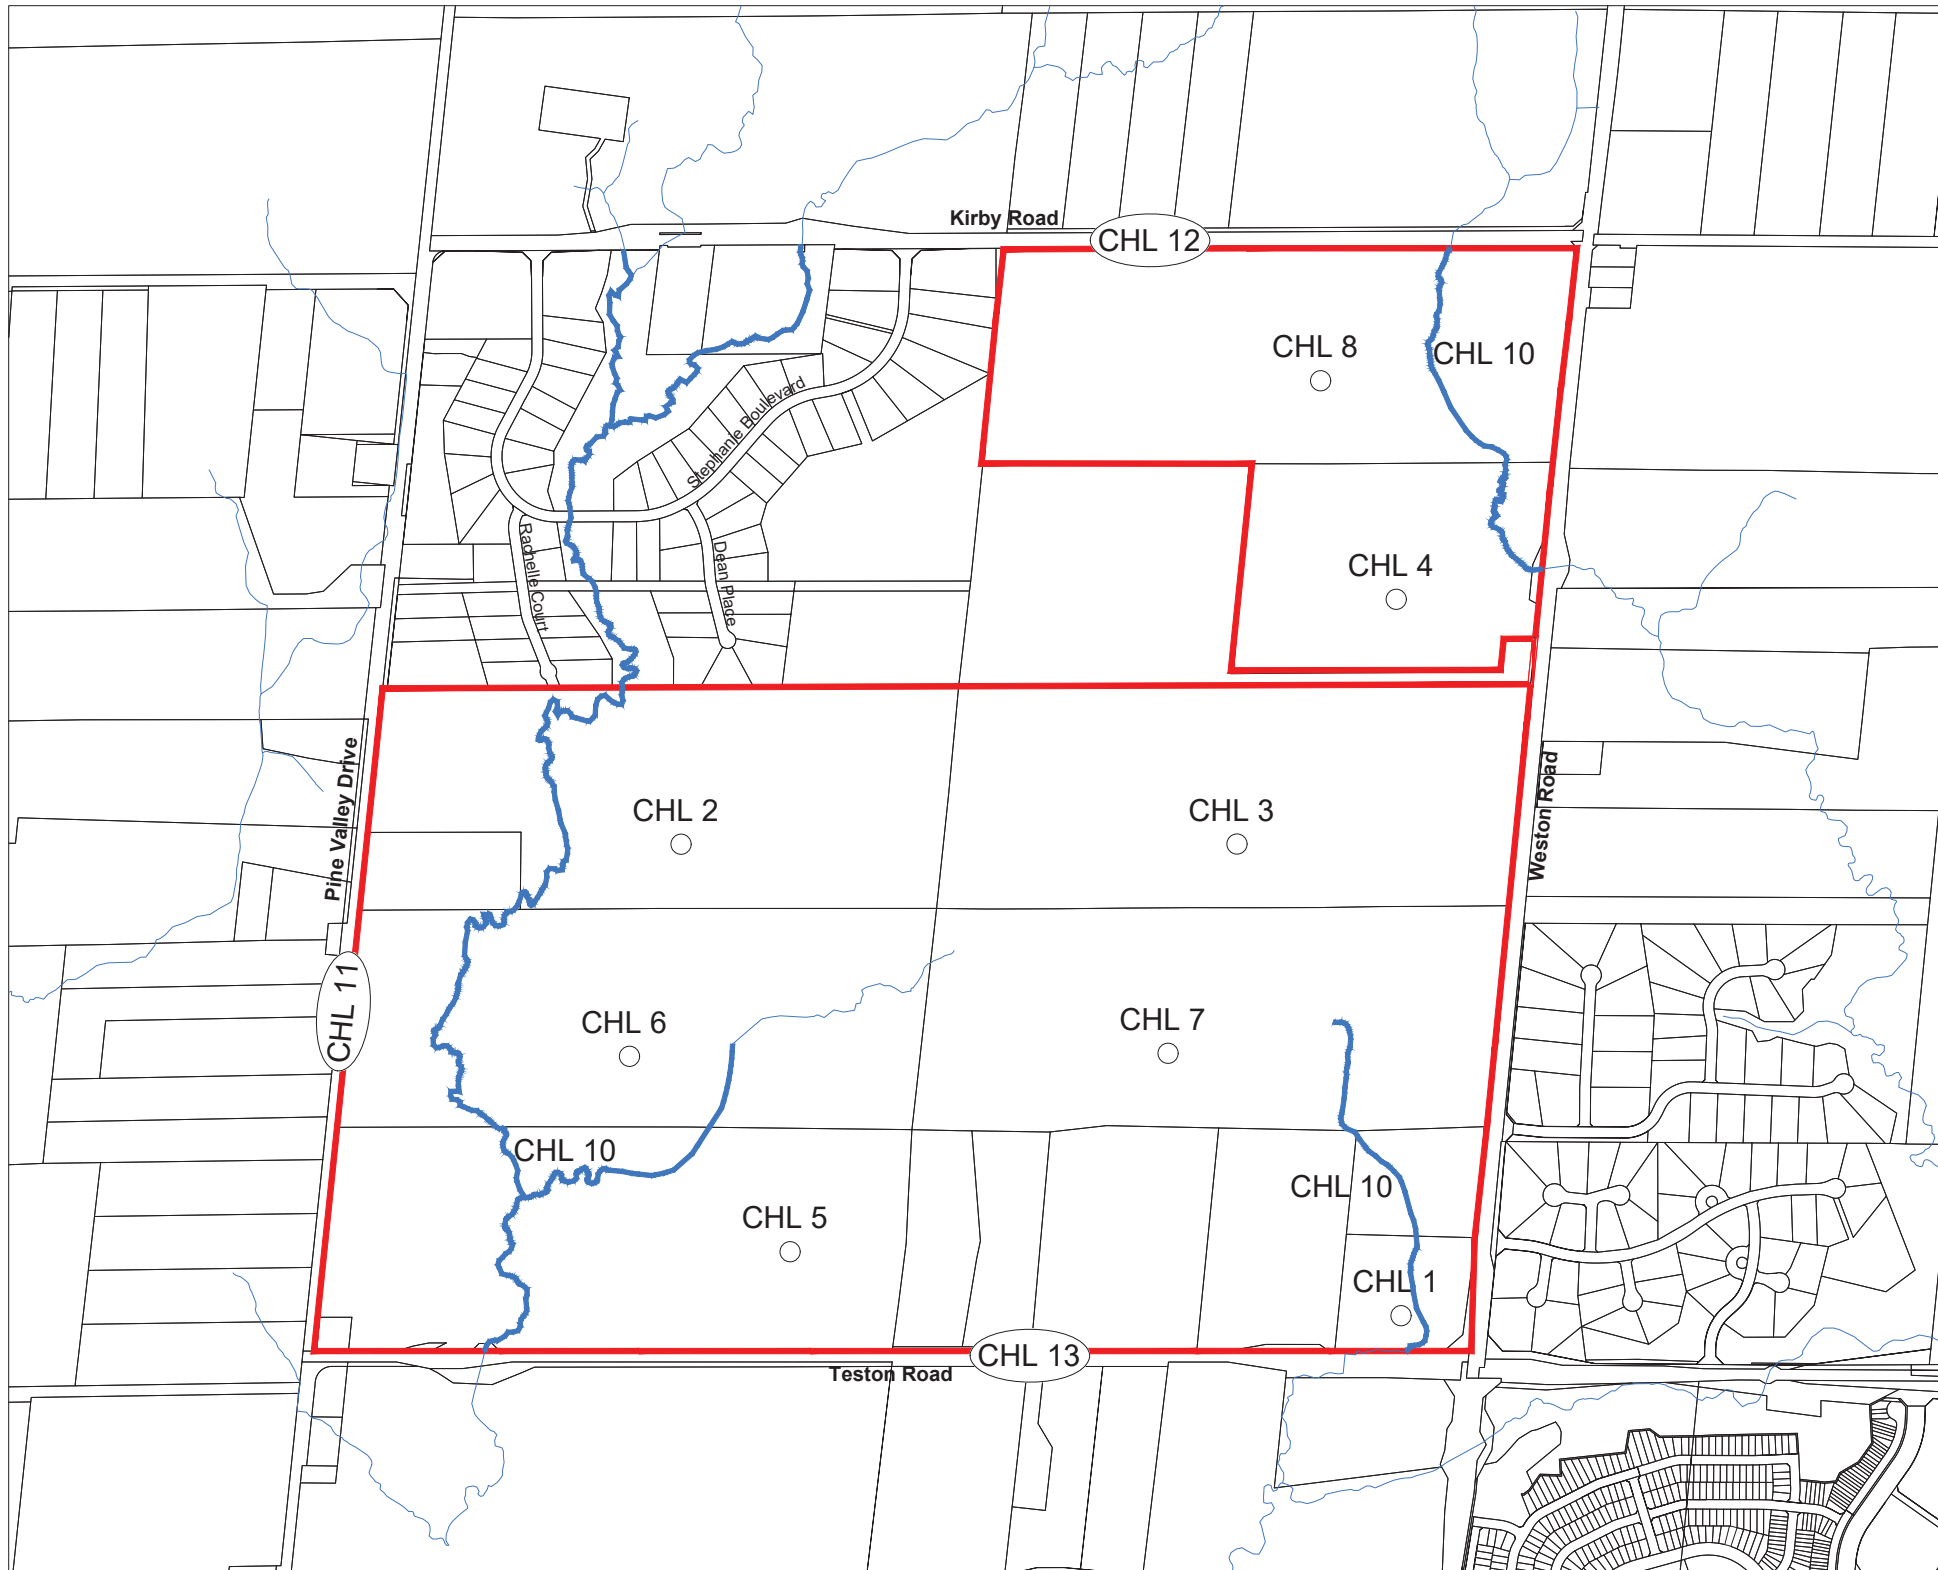 Kirby Road
CHL 12
CHL 8
CHL 10
Stephanie Boulevard
Rachelle Court
Dean Place
CHL 4
Pine Valley Drive
CHL 2
CHL 3
Weston Road
CHL 11
CHL 6
CHL 7
CHL 10
CHL 10
CHL 5
CHL 1
CHL 13
Teston Road